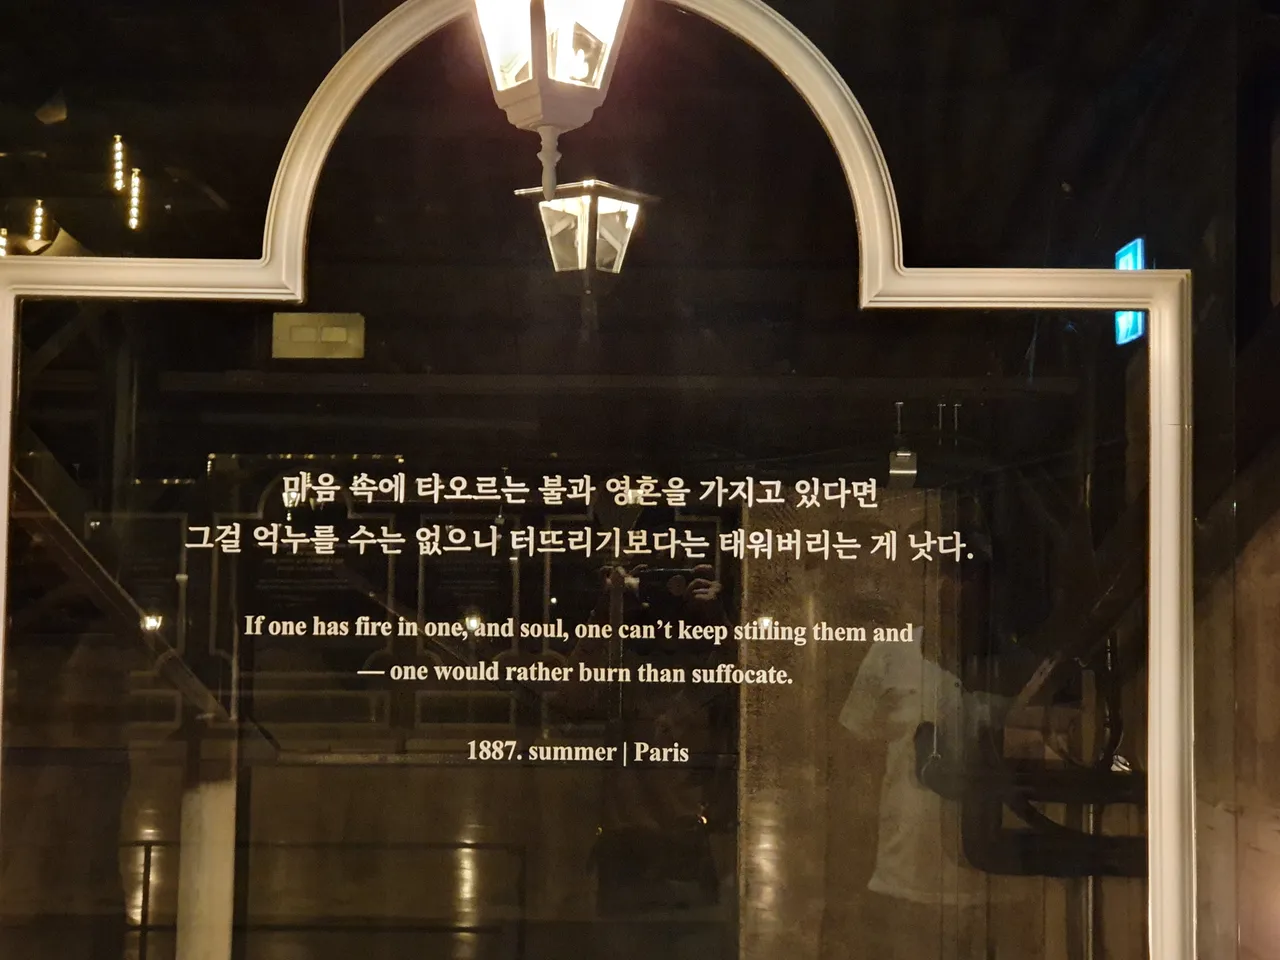 마음 속에 타오르는 불과 영혼을 가지고 있다면
그걸 억누를 수는 없으니 터뜨리기보다는 태워버리는 게 낫다.
If one has fire in one, and soul, one can’t keep stifling them and
— one would rather burn than suffocate.
1887. summer | Paris